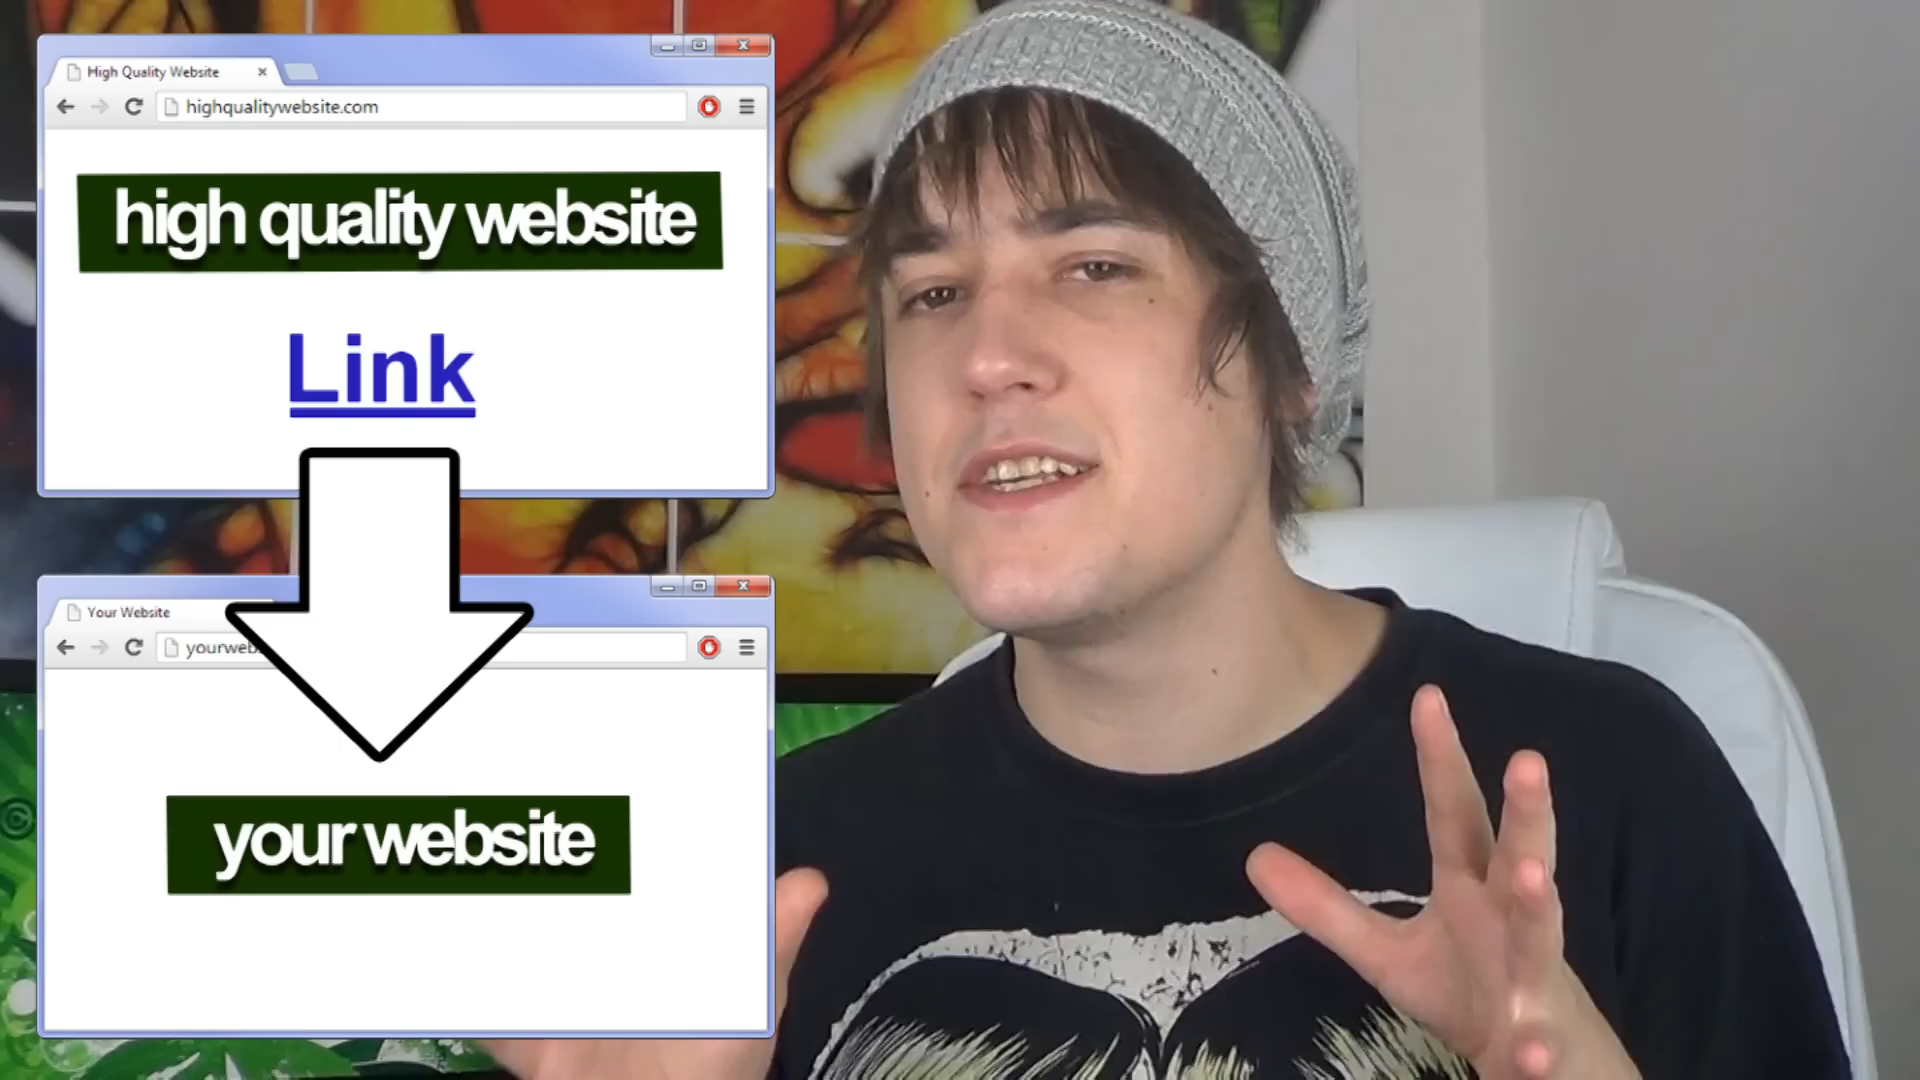 High Quality Website
highqualitywebsite.com
high quality website
Link
Your Website
yourweb
your website